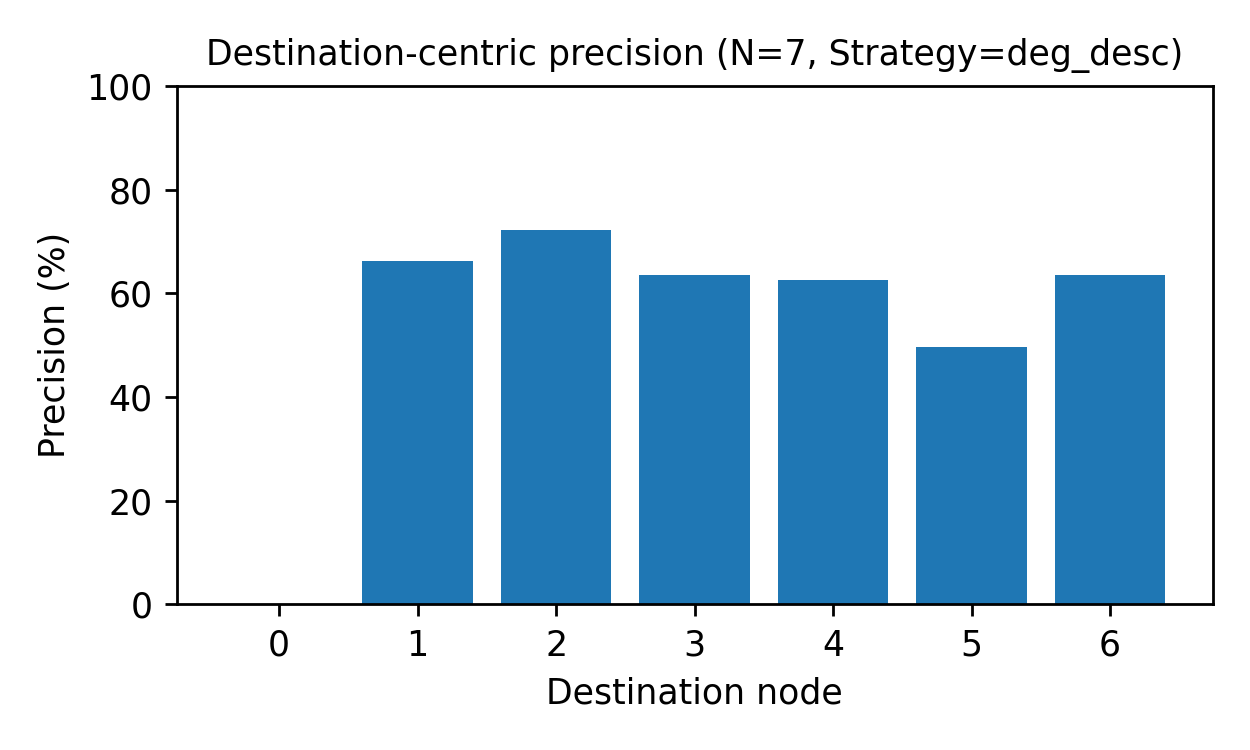 Destination-centric precision (N=7, Strategy=deg_desc)
100
80
60
40
20
0
Precision (%)
0 1 2 3 4 5 6
Destination node